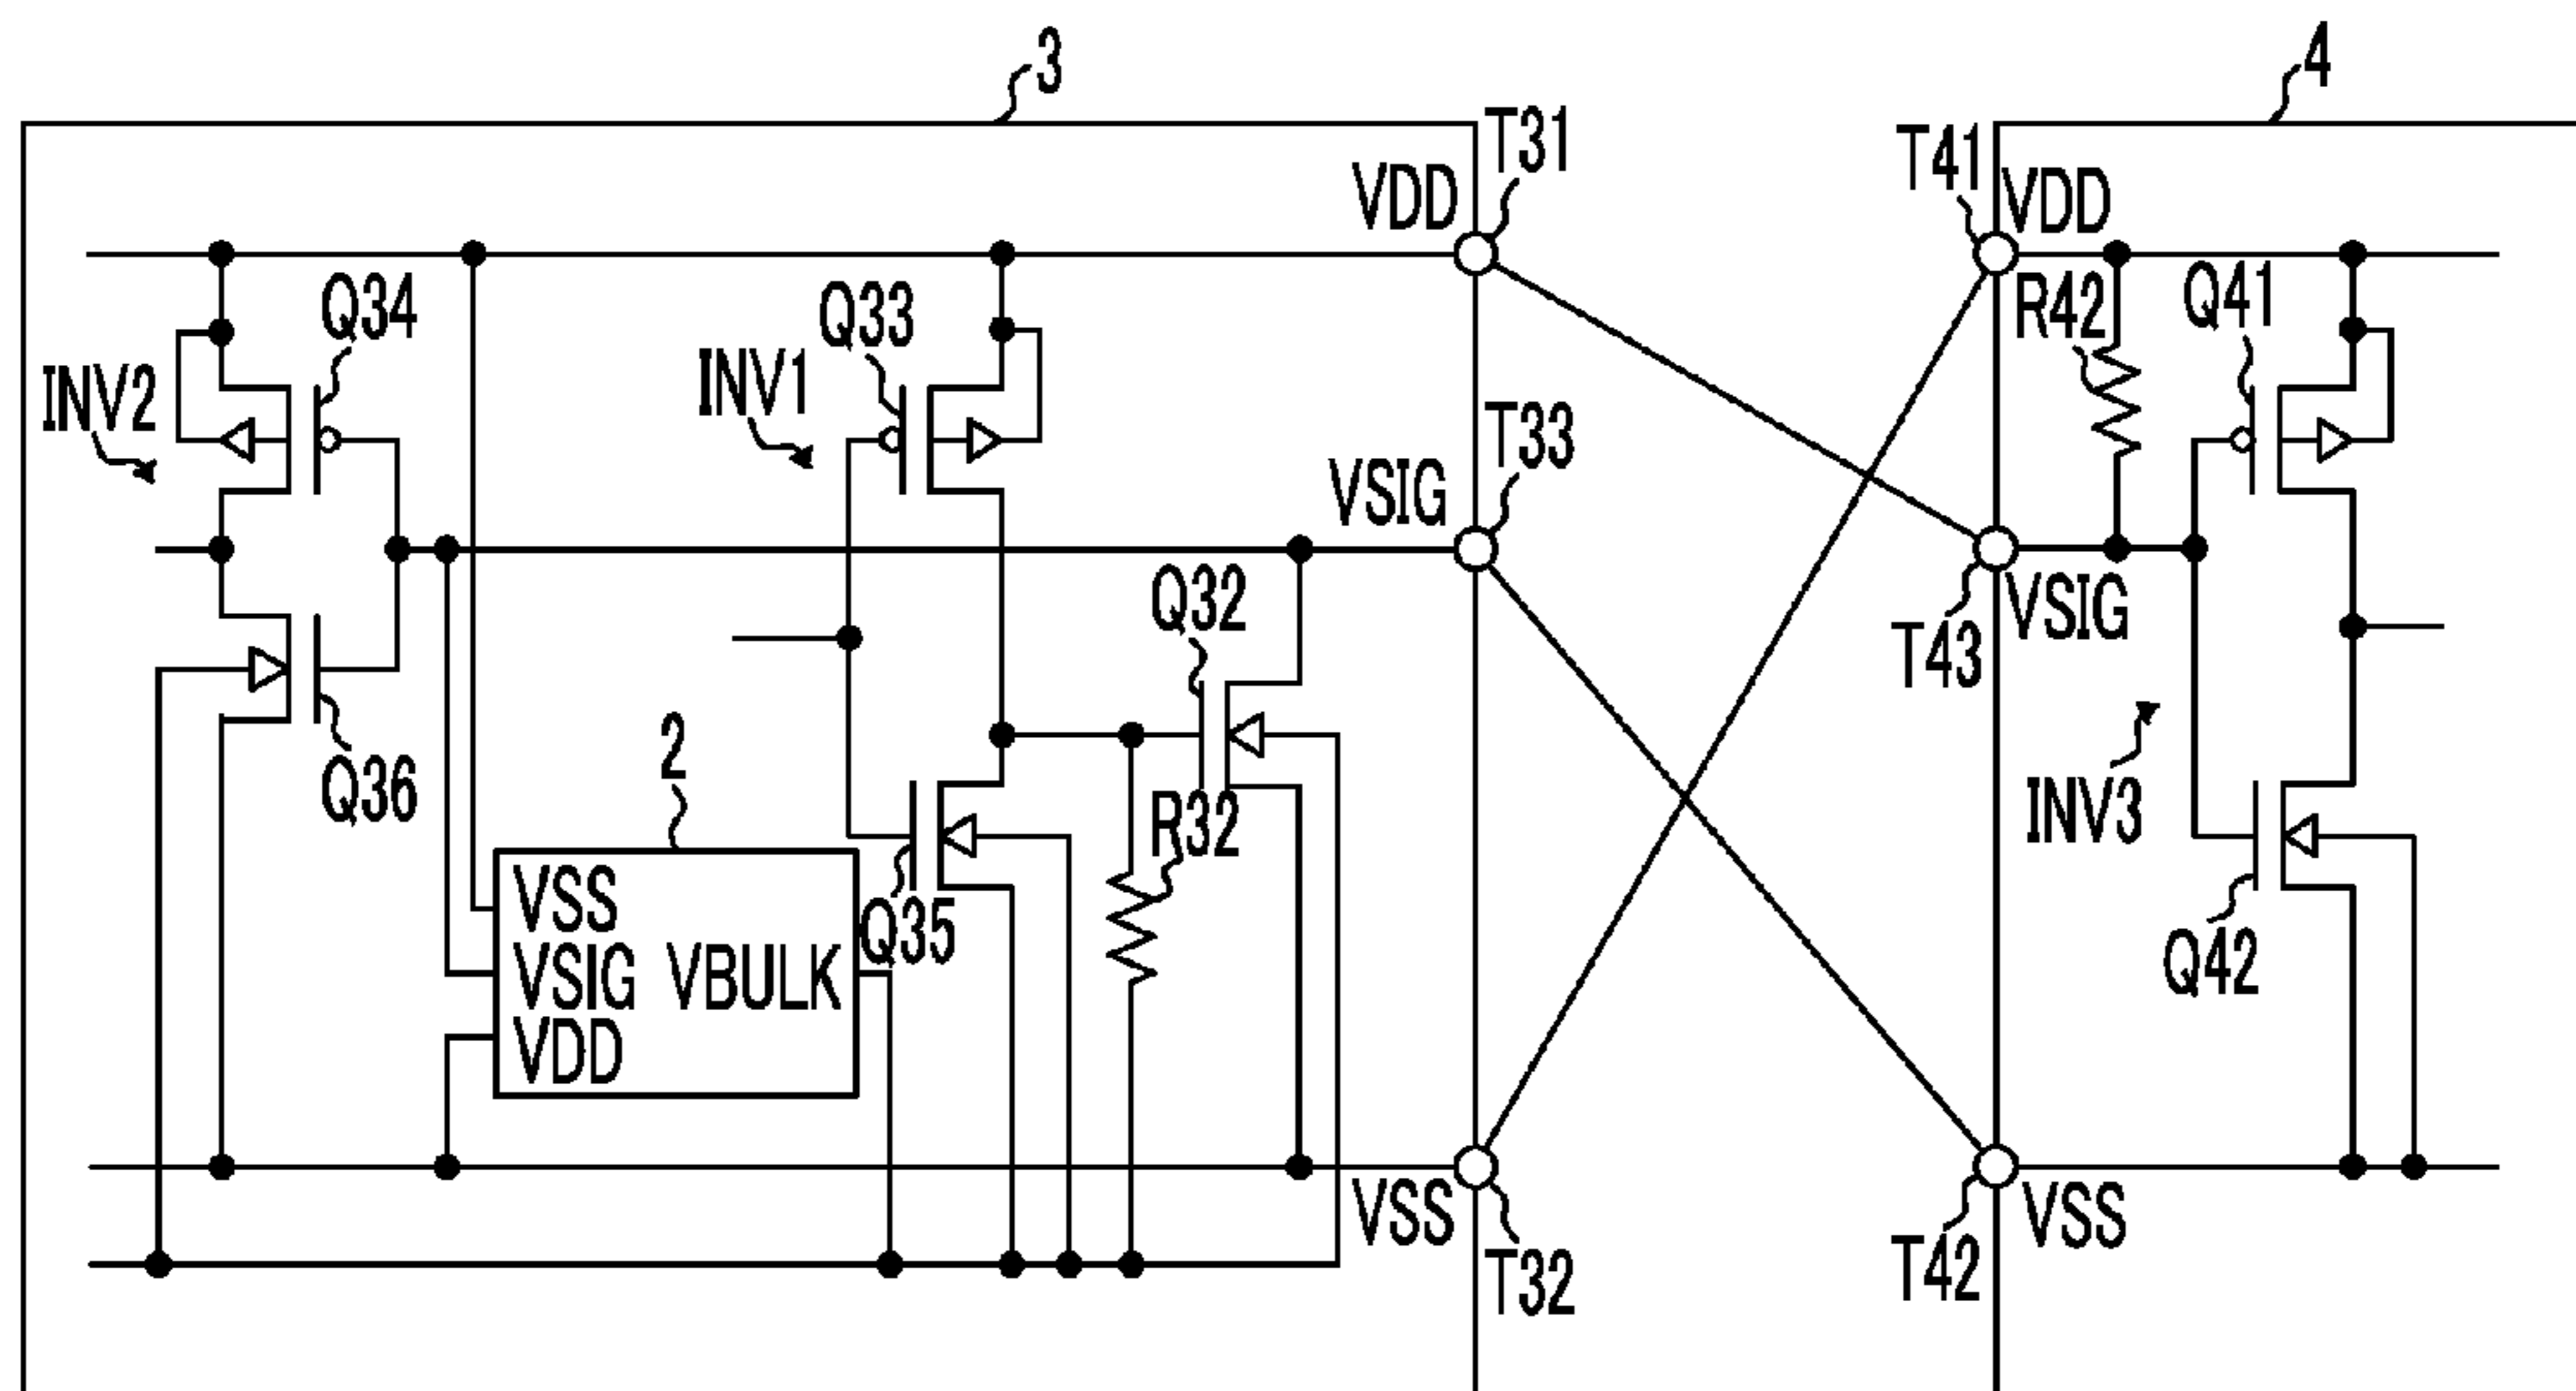 3
4
T31
T41
VDD
VDD
Q34
Q33
R42
Q41
INV2
INV1
T33
VSIG
Q32
VSIG
T43
Q36
2
R32
INV3
VSS
Q35
VSIG
VBULK
Q42
VDD
VSS
VSS
T32
T42